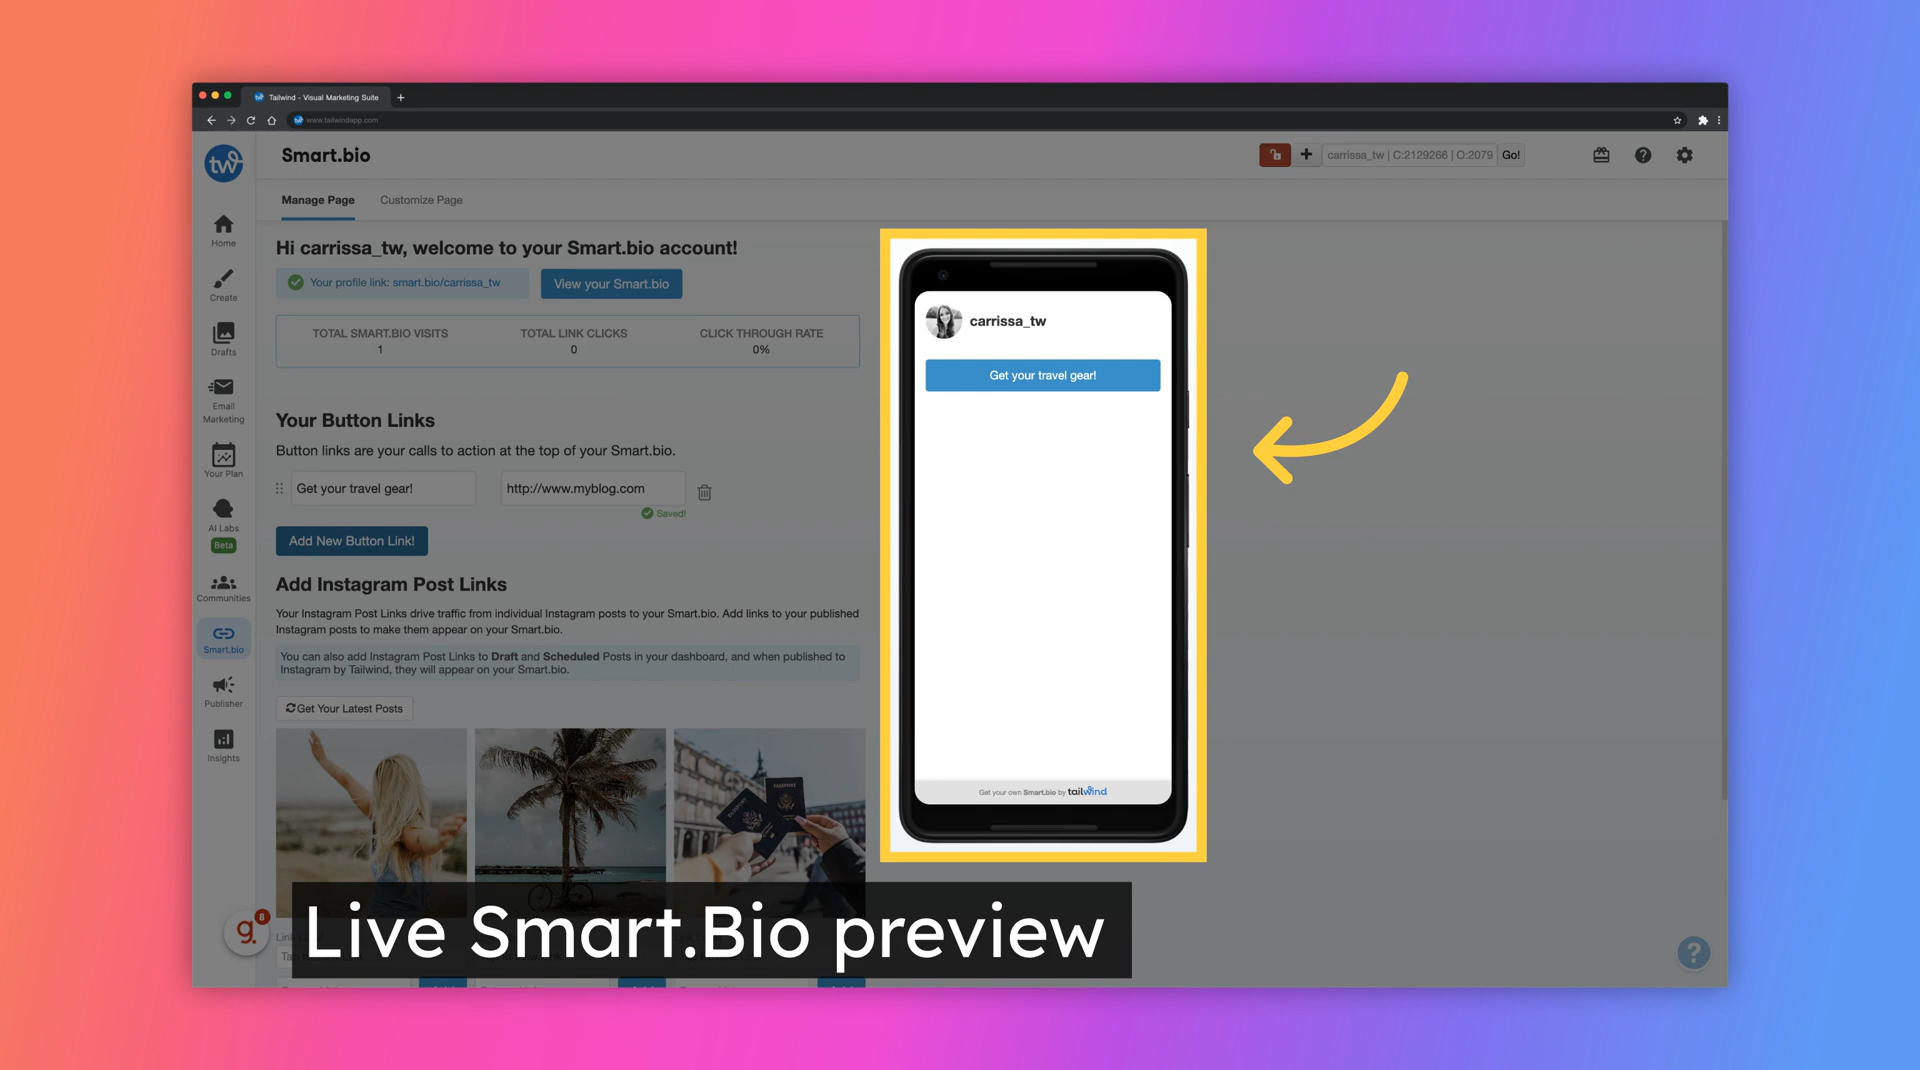 Tailwind - Visual Marketing Suite
www.tailwindapp.com
tw
Smart.bio
carrissa_tw | C:2129266 | O:2079
Go!
Manage Page
Customize Page
Home
Create
Drafts
Email
Marketing
Your Plan
AI Labs
Beta
Communities
Smart.bio
Publisher
Insights
Hi carrissa_tw, welcome to your Smart.bio account!
Your profile link: smart.bio/carrissa_tw
View your Smart.bio
TOTAL SMART.BIO VISITS
1
TOTAL LINK CLICKS
0
CLICK THROUGH RATE
0%
Your Button Links
Button links are your calls to action at the top of your Smart.bio.
Get your travel gear!
http://www.myblog.com
Saved!
Add New Button Link!
Add Instagram Post Links
Your Instagram Post Links drive traffic from individual Instagram posts to your Smart.bio. Add links to your published
Instagram posts to make them appear on your Smart.bio.
You can also add Instagram Post Links to Draft and Scheduled Posts in your dashboard, and when published to
Instagram by Tailwind, they will appear on your Smart.bio.
Get Your Latest Posts
PASSPORT
PASSPORT
carrissa_tw
Get your travel gear!
Get your own Smart.bio by tailwind
g.
8
Live Smart.Bio preview
?